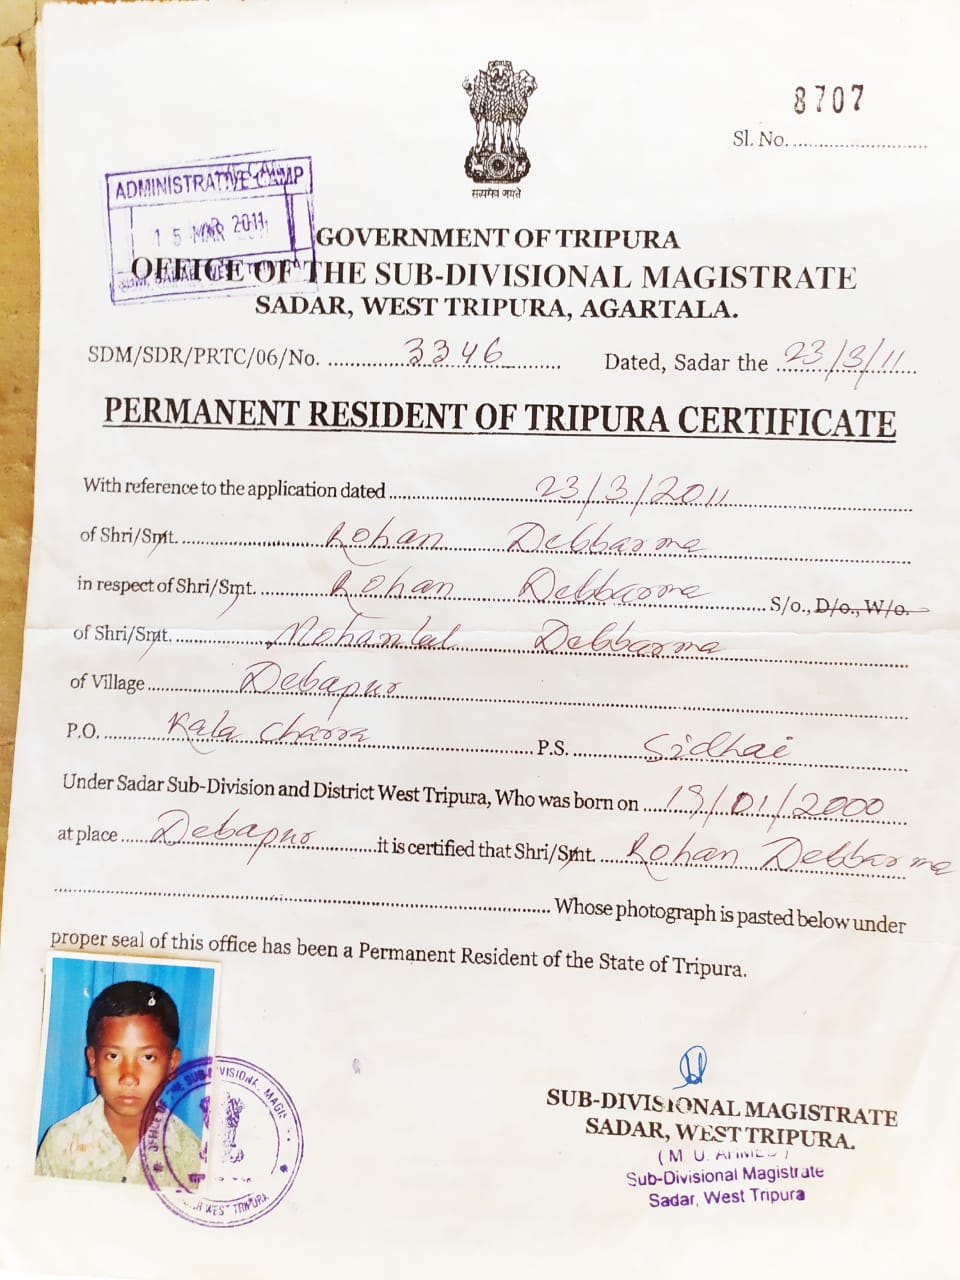 8707
Sl. No. ..............................
सत्यमेव जयते
ADMINISTRATIVE CAMP
15 MAR 2011
GOVERNMENT OF TRIPURA
OFFICE OF THE SUB-DIVISIONAL MAGISTRATE
SADAR, WEST TRIPURA, AGARTALA.
SDM/SDR/PRTC/06/No. 3346 Dated, Sadar the 23/3/11
PERMANENT RESIDENT OF TRIPURA CERTIFICATE
With reference to the application dated 23/3/2011
of Shri/Smt. Rohan Debbarma
in respect of Shri/Smt. Rohan Debbarma S/o., D/o., W/o.
of Shri/Smt. Mohanlal Debbarma
of Village Debapur
P.O. Kala Charra P.S. Sidhai
Under Sadar Sub-Division and District West Tripura, Who was born on 19/01/2000
at place Debapur it is certified that Shri/Smt. Rohan Debbarma
Whose photograph is pasted below under
proper seal of this office has been a Permanent Resident of the State of Tripura.
SUB-DIVISIONAL MAGISTRATE
SADAR, WEST TRIPURA.
( M U. AHMED )
Sub-Divisional Magistrate
Sadar, West Tripura
OFFICE OF THE SUB-DIVISIONAL MAGIS
WEST TRIPURA